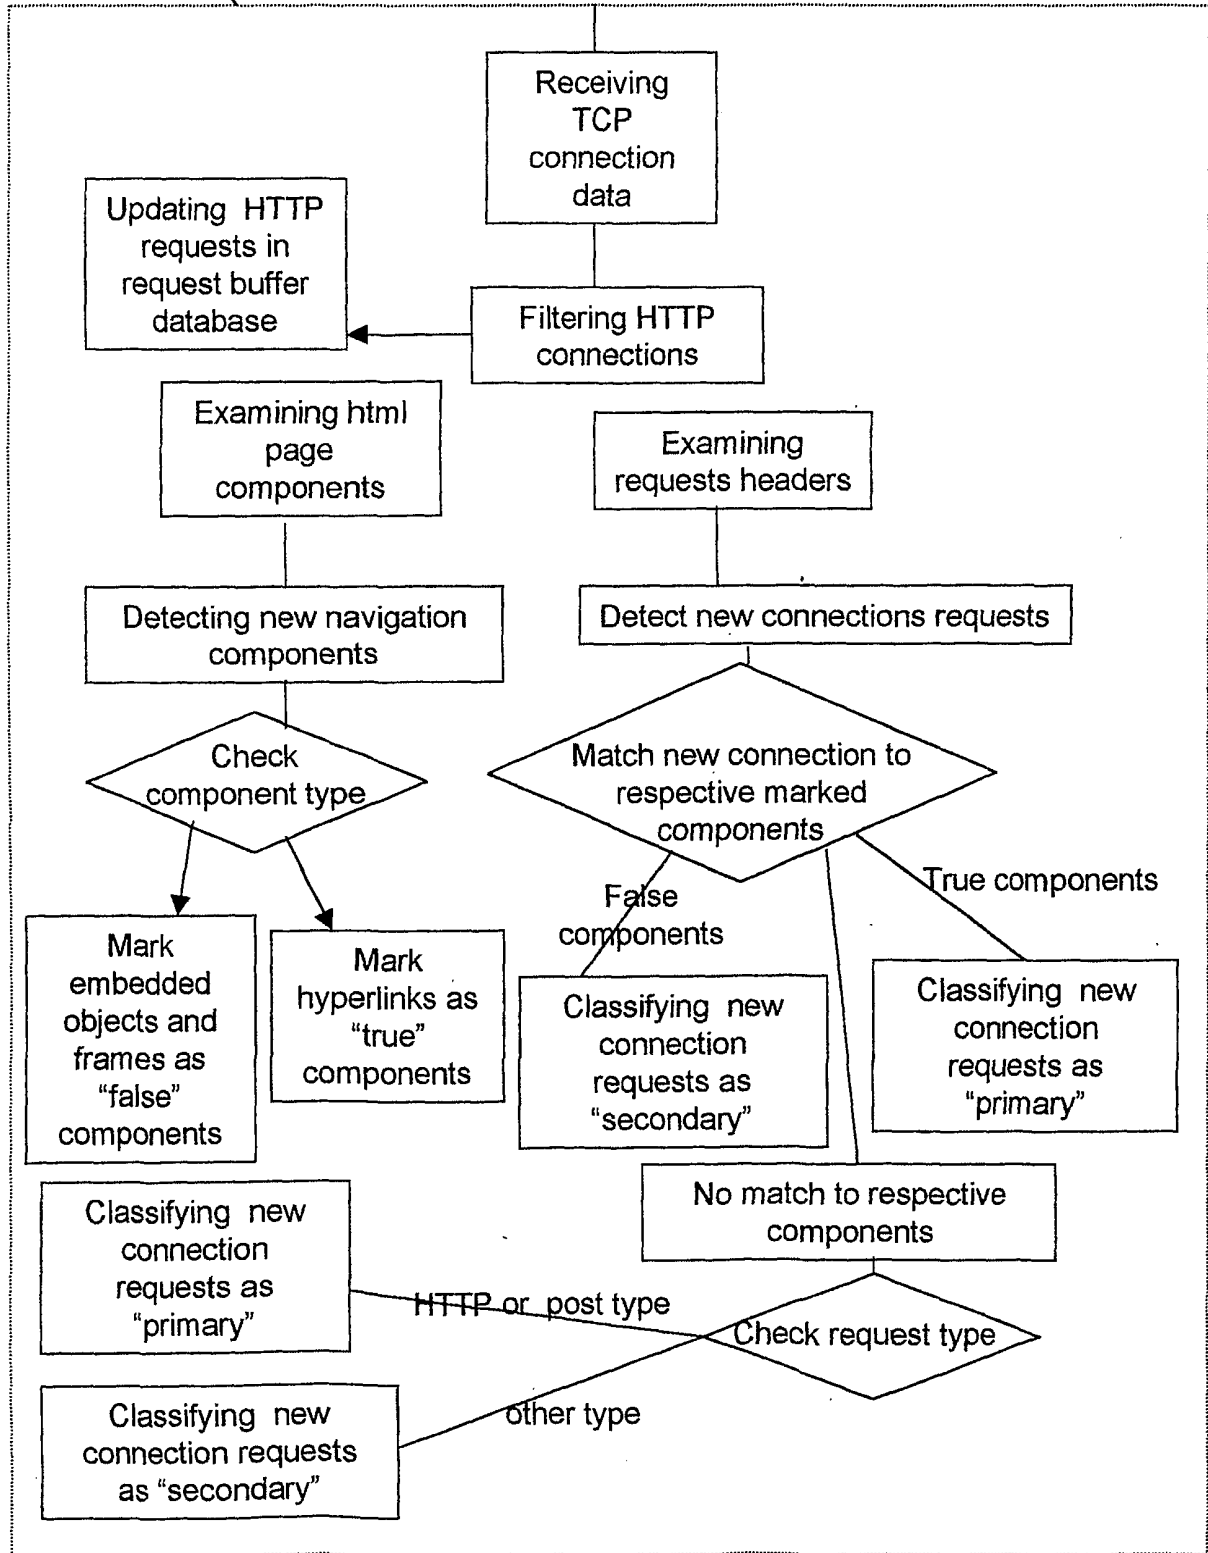 Receiving
TCP
connection
data
Updating HTTP
requests in
request buffer
database
Filtering HTTP
connections
Examining html
page
components
Examining
requests headers
Detecting new navigation
components
Detect new connections requests
Check
component type
Match new connection to
respective marked
components
False
components
True components
Mark
embedded
objects and
frames as
“false”
components
Mark
hyperlinks as
“true”
components
Classifying new
connection
requests as
“secondary”
Classifying new
connection
requests as
“primary”
No match to respective
components
Classifying new
connection
requests as
“primary”
HTTP or post type
Check request type
other type
Classifying new
connection requests
as “secondary”